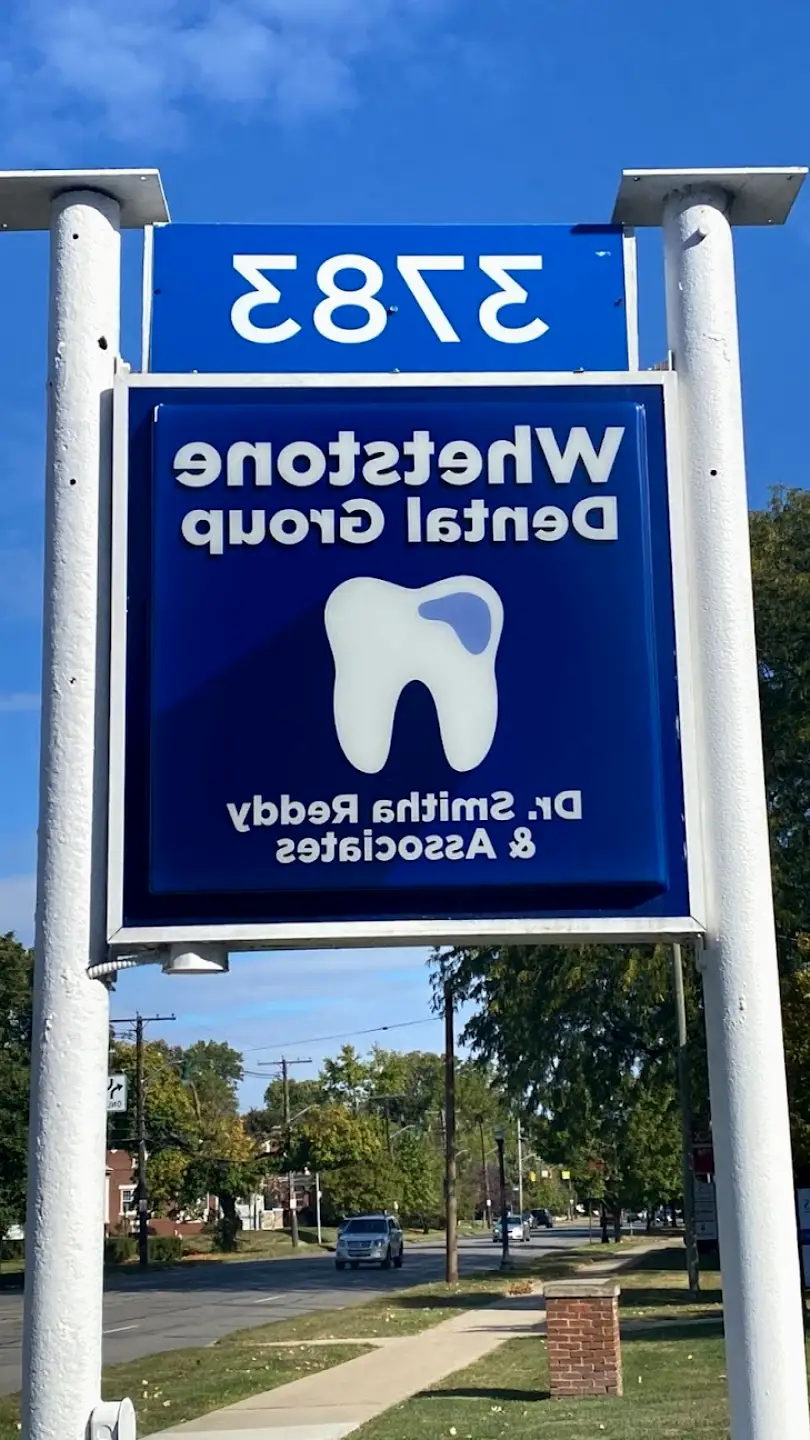 3783
Whetstone
Dental Group
Dr. Smitha Reddy
& Associates